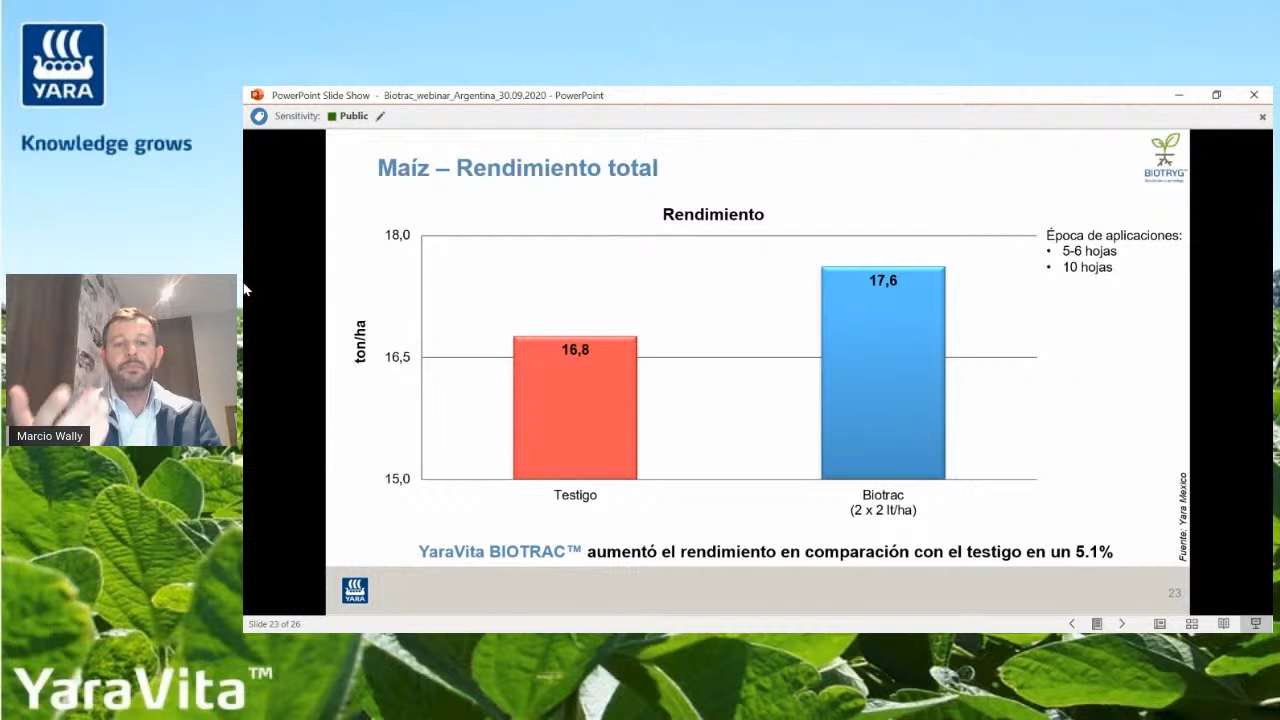 YARA
Knowledge grows
PowerPoint Slide Show - Biotrac_webinar_Argentina_30.09.2020 - PowerPoint
Sensitivity: Public
Maíz – Rendimiento total
BIOTRYG
Rendimiento
18,0
16,5
15,0
ton/ha
16,8
17,6
Testigo
Biotrac
(2 x 2 lt/ha)
Época de aplicaciones:
• 5-6 hojas
• 10 hojas
Fuente: Yara Mexico
YaraVita BIOTRAC™ aumentó el rendimiento en comparación con el testigo en un 5.1%
YARA
23
Slide 23 of 26
Marcio Wally
YaraVita™